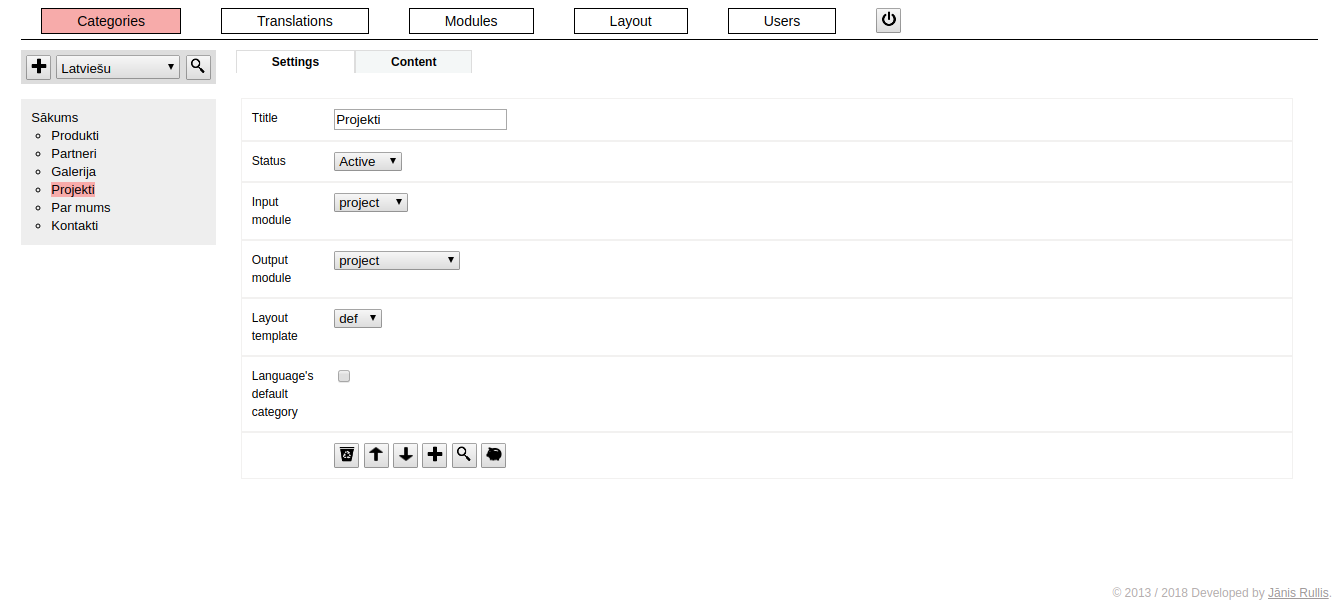 Categories Translations Modules Layout Users
Latviešu
Settings Content
Sākums
Produkti
Partneri
Galerija
Projekti
Par mums
Kontakti
Ttitle Projekti
Status Active
Input
module
project
Output
module
project
Layout
template
def
Language's
default
category
© 2013 / 2018 Developed by Jānis Rullis.